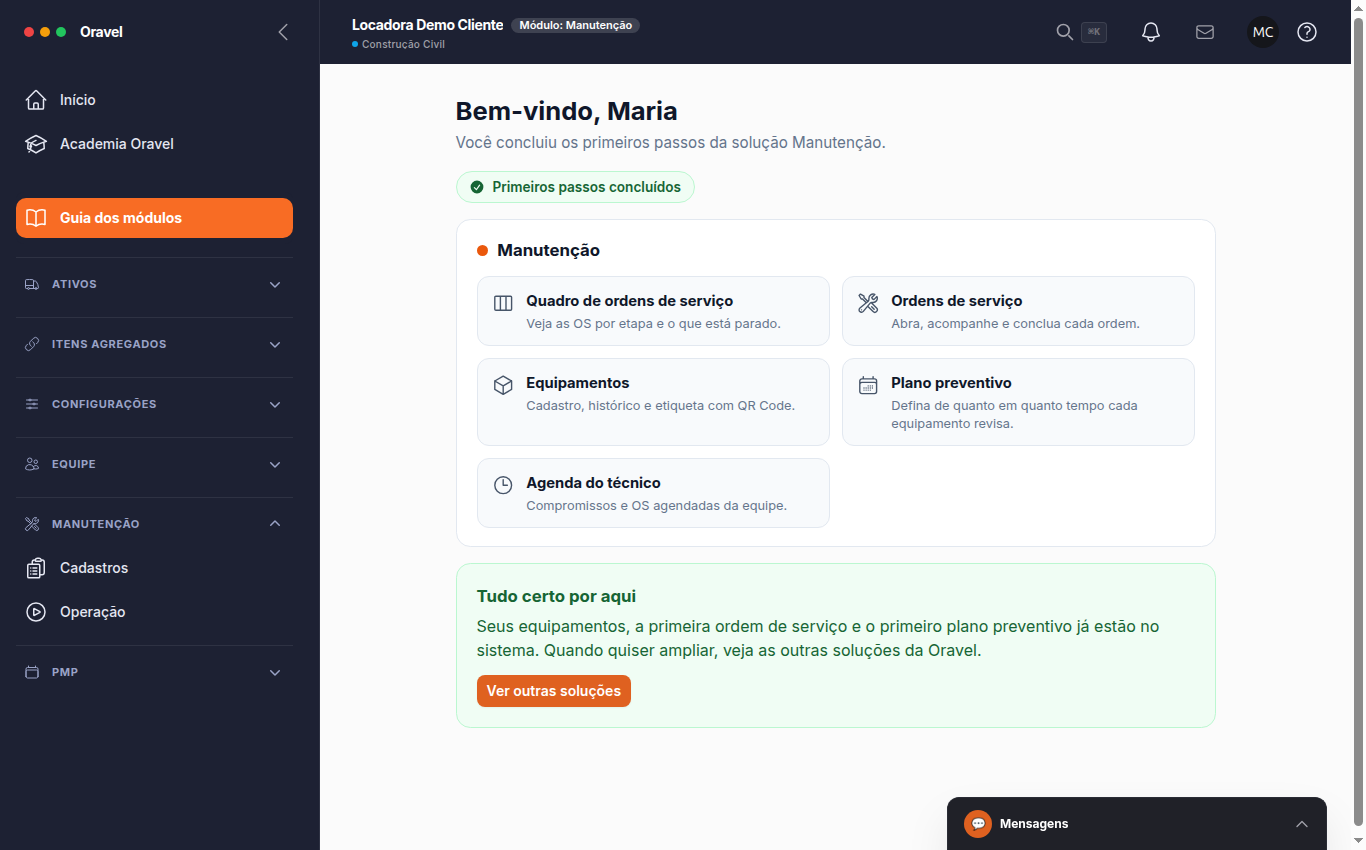 Oravel
Início
Academia Oravel
Guia dos módulos
ATIVOS
ITENS AGREGADOS
CONFIGURAÇÕES
EQUIPE
MANUTENÇÃO
Cadastros
Operação
PMP
Locadora Demo Cliente Módulo: Manutenção
Construção Civil
⌘K
MC
Bem-vindo, Maria
Você concluiu os primeiros passos da solução Manutenção.
Primeiros passos concluídos
Manutenção
Quadro de ordens de serviço
Veja as OS por etapa e o que está parado.
Ordens de serviço
Abra, acompanhe e conclua cada ordem.
Equipamentos
Cadastro, histórico e etiqueta com QR Code.
Plano preventivo
Defina de quanto em quanto tempo cada
equipamento revisa.
Agenda do técnico
Compromissos e OS agendadas da equipe.
Tudo certo por aqui
Seus equipamentos, a primeira ordem de serviço e o primeiro plano preventivo já estão no
sistema. Quando quiser ampliar, veja as outras soluções da Oravel.
Ver outras soluções
Mensagens